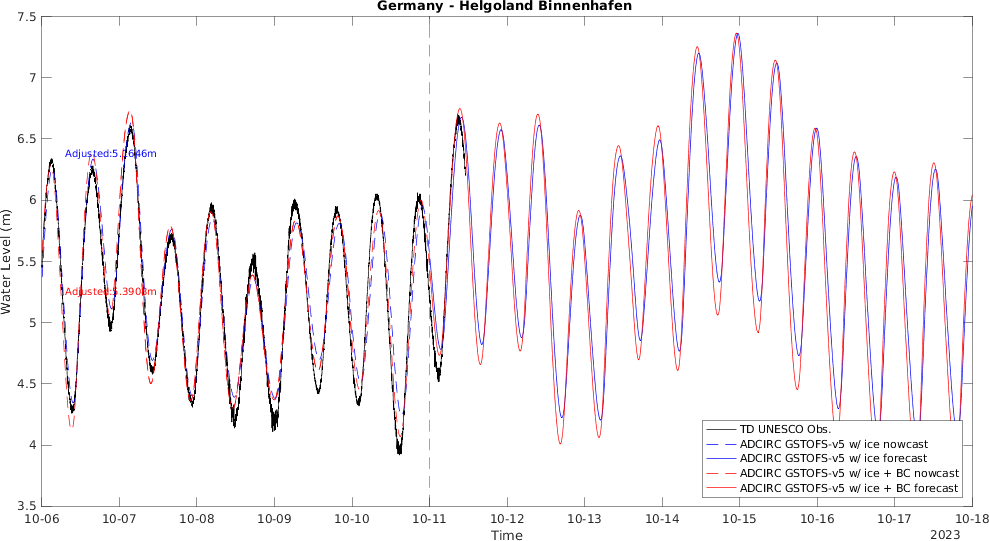 Germany - Helgoland Binnenhafen
7.5
7
6.5
6
5.5
5
4.5
4
3.5
Water Level (m)
Adjusted:5.2646m
Adjusted:5.3903m
TD UNESCO Obs.
ADCIRC GSTOFS-v5 w/ ice nowcast
ADCIRC GSTOFS-v5 w/ ice forecast
ADCIRC GSTOFS-v5 w/ ice + BC nowcast
ADCIRC GSTOFS-v5 w/ ice + BC forecast
10-06 10-07 10-08 10-09 10-10 10-11 10-12 10-13 10-14 10-15 10-16 10-17 10-18
Time
2023